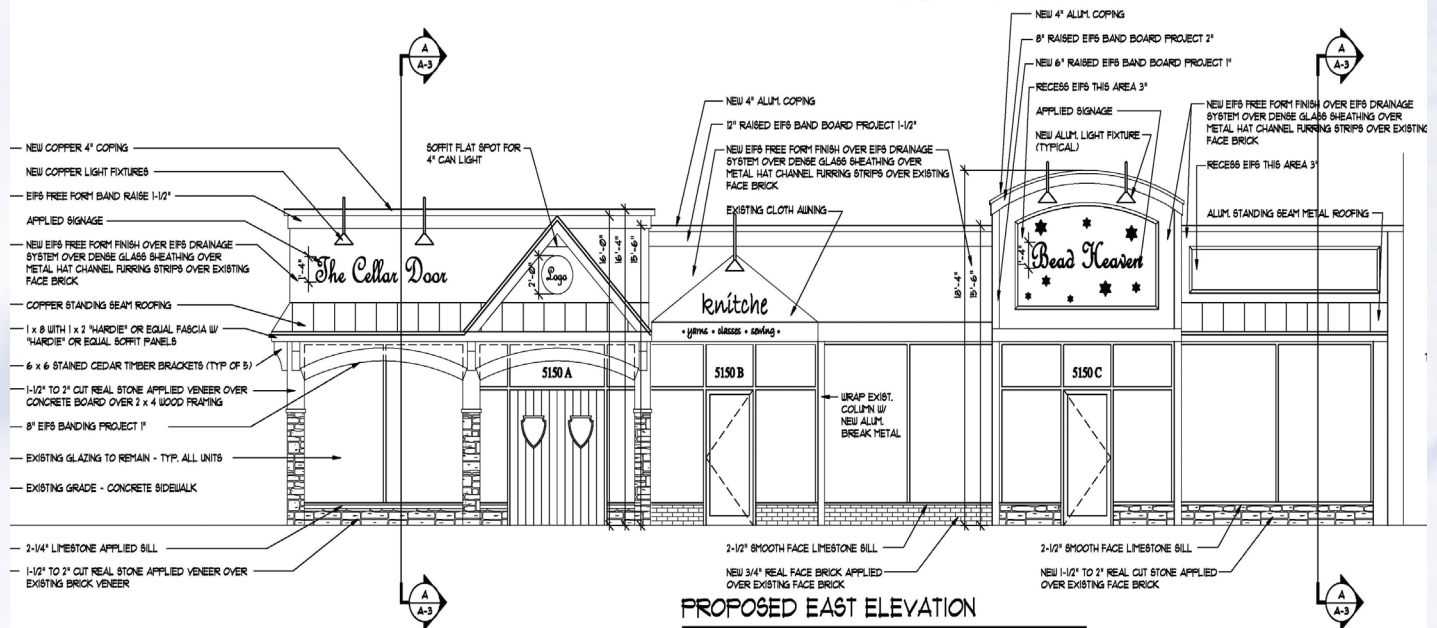 A
A-3
NEW COPPER 4" COPING
NEW COPPER LIGHT FIXTURES
EIFS FREE FORM BAND RAISE 1-1/2"
APPLIED SIGNAGE
NEW EIFS FREE FORM FINISH OVER EIFS DRAINAGE
SYSTEM OVER DENSE GLASS SHEATHING OVER
METAL HAT CHANNEL FURRING STRIPS OVER EXISTING
FACE BRICK
COPPER STANDING SEAM ROOFING
1 x 8 WITH 1 x 2 "HARDIE" OR EQUAL FASCIA W/
"HARDIE" OR EQUAL SOFFIT PANELS
6 x 6 STAINED CEDAR TIMBER BRACKETS (TYP OF 5)
1-1/2" TO 2" CUT REAL STONE APPLIED VENEER OVER
CONCRETE BOARD OVER 2 x 4 WOOD FRAMING
8" EIFS BANDING PROJECT 1"
EXISTING GLAZING TO REMAIN - TYP. ALL UNITS
EXISTING GRADE - CONCRETE SIDEWALK
2-1/4" LIMESTONE APPLIED SILL
1-1/2" TO 2" CUT REAL STONE APPLIED VENEER OVER
EXISTING BRICK VENEER
SOFFIT FLAT SPOT FOR
4" CAN LIGHT
1'-4"
The Cellar Door
2'-0"
Logo
16'-0"
16'-4"
15'-6"
5150 A
A
A-3
NEW 4" ALUM. COPING
12" RAISED EIFS BAND BOARD PROJECT 1-1/2"
NEW EIFS FREE FORM FINISH OVER EIFS DRAINAGE
SYSTEM OVER DENSE GLASS SHEATHING OVER
METAL HAT CHANNEL FURRING STRIPS OVER EXISTING
FACE BRICK
EXISTING CLOTH AWNING
knitche
• yarns • classes • sewing •
5150 B
WRAP EXIST.
COLUMN W/
NEW ALUM.
BREAK METAL
2-1/2" SMOOTH FACE LIMESTONE SILL
NEW 3/4" REAL FACE BRICK APPLIED
OVER EXISTING FACE BRICK
NEW 4" ALUM. COPING
8" RAISED EIFS BAND BOARD PROJECT 2"
NEW 6" RAISED EIFS BAND BOARD PROJECT 1"
RECESS EIFS THIS AREA 3"
APPLIED SIGNAGE
NEW ALUM. LIGHT FIXTURE
(TYPICAL)
18'-4"
15'-6"
1'-4"
Bead Heaven
5150 C
A
A-3
NEW EIFS FREE FORM FINISH OVER EIFS DRAINAGE
SYSTEM OVER DENSE GLASS SHEATHING OVER
METAL HAT CHANNEL FURRING STRIPS OVER EXISTING
FACE BRICK
RECESS EIFS THIS AREA 3"
ALUM. STANDING SEAM METAL ROOFING
2-1/2" SMOOTH FACE LIMESTONE SILL
NEW 1-1/2" TO 2" REAL CUT STONE APPLIED
OVER EXISTING FACE BRICK
A
A-3
PROPOSED EAST ELEVATION